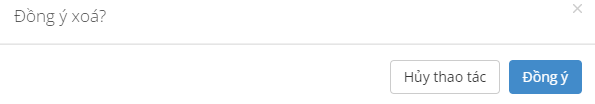 Đồng ý xoá?
×
Hủy thao tác
Đồng ý